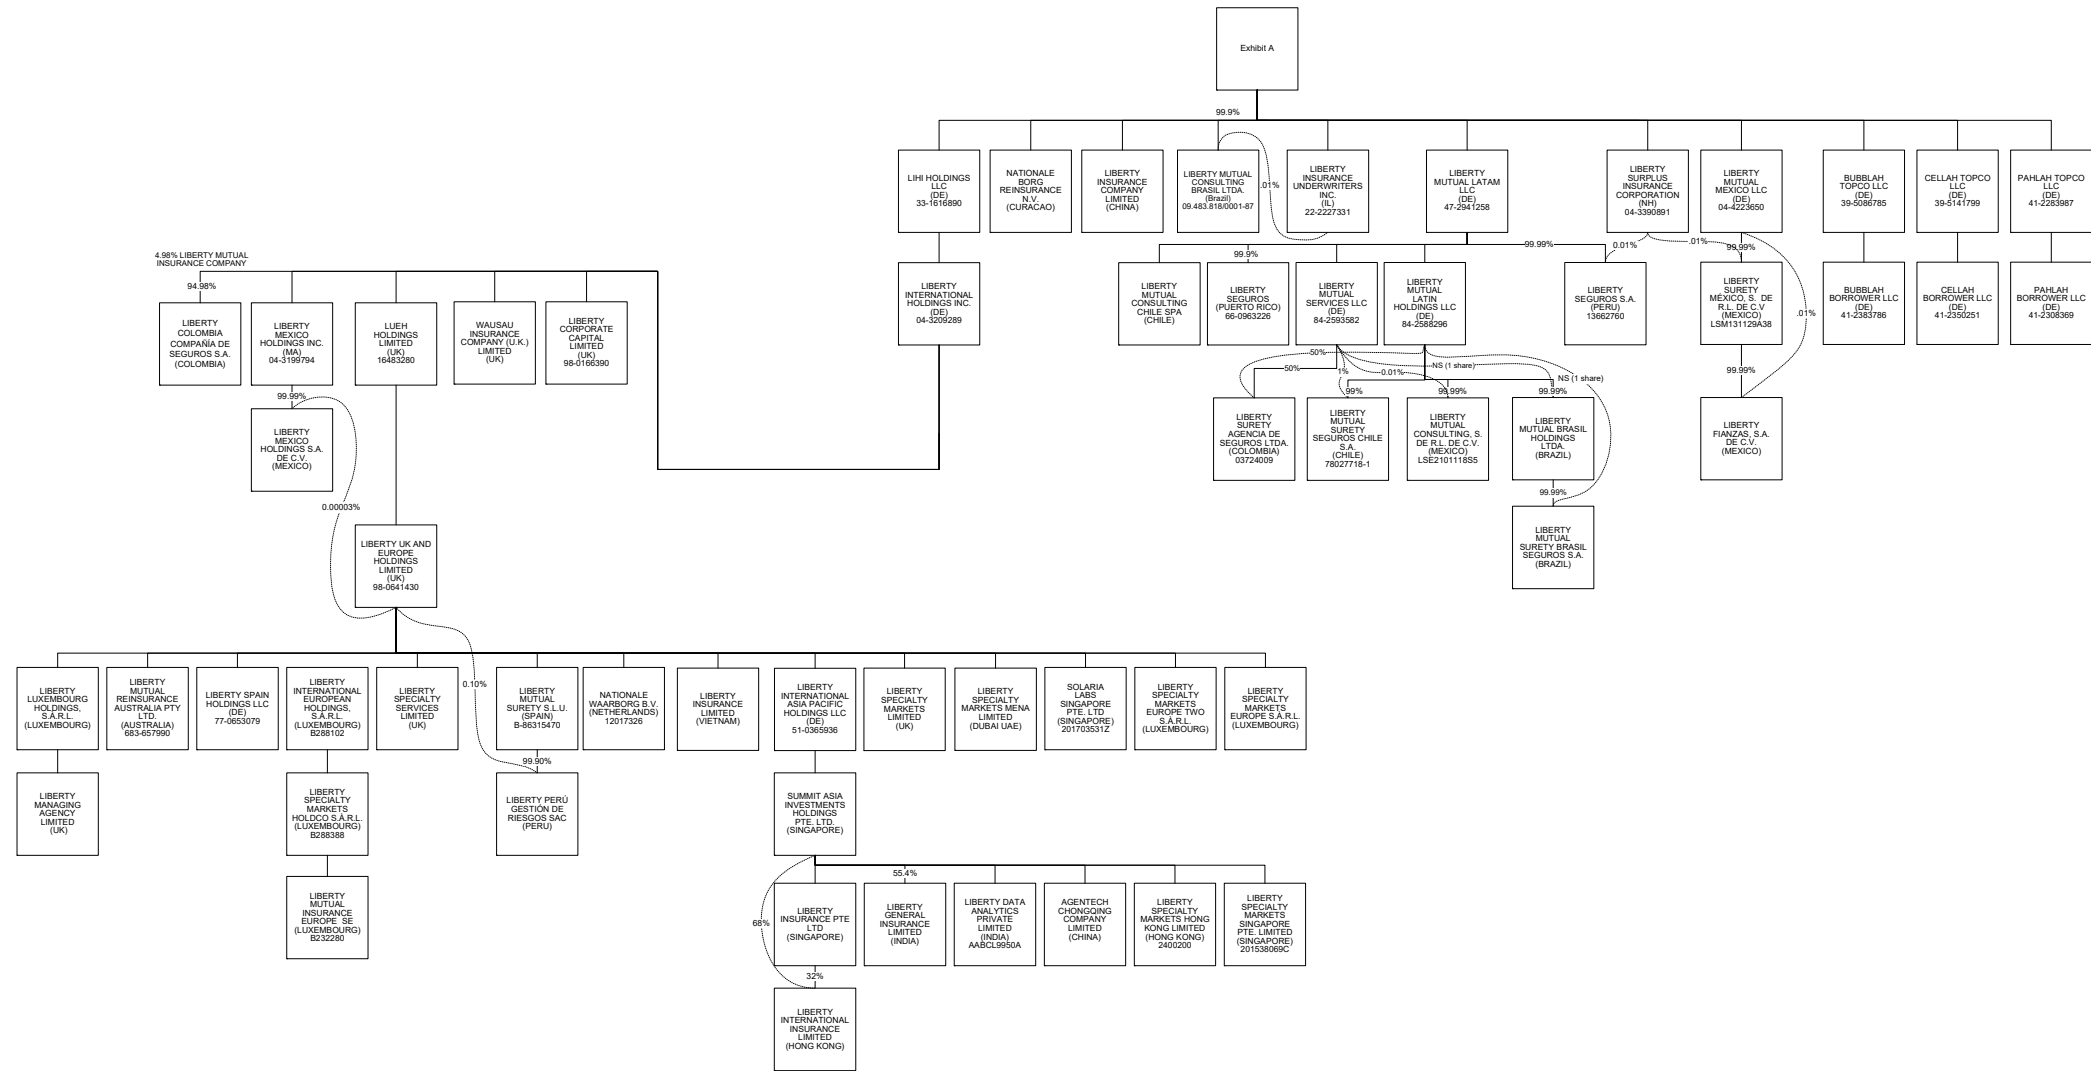 Exhibit A
99.9%
LIHI HOLDINGS
LLC
(DE)
33-1616890
NATIONALE
BORG
REINSURANCE
N.V.
(CURACAO)
LIBERTY
INSURANCE
COMPANY
LIMITED
(CHINA)
LIBERTY MUTUAL
CONSULTING
BRASIL LTDA.
(Brazil)
09.483.818/0001-87
.01%
LIBERTY
INSURANCE
UNDERWRITERS
INC.
(IL)
22-2227331
LIBERTY
MUTUAL LATAM
LLC
(DE)
47-2941258
LIBERTY
SURPLUS
INSURANCE
CORPORATION
(NH)
04-3390891
LIBERTY
MUTUAL
MEXICO LLC
(DE)
04-4223650
BUBBLAH
TOPCO LLC
(DE)
39-5086785
CELLAH TOPCO
LLC
(DE)
39-5141799
PAHLAH TOPCO
LLC
(DE)
41-2283987
99.9%
99.99%
0.01%
.01%
99.99%
4.98% LIBERTY MUTUAL
INSURANCE COMPANY
94.98%
LIBERTY
INTERNATIONAL
HOLDINGS INC.
(DE)
04-3209289
LIBERTY
MUTUAL
CONSULTING
CHILE SPA
(CHILE)
LIBERTY
SEGUROS
(PUERTO RICO)
66-0963226
LIBERTY
MUTUAL
SERVICES LLC
(DE)
84-2593582
LIBERTY
MUTUAL
LATIN
HOLDINGS LLC
(DE)
84-2588296
LIBERTY
SEGUROS S.A.
(PERU)
13662760
LIBERTY
SURETY
MÉXICO, S. DE
R.L. DE C.V
(MEXICO)
LSM131129A38
.01%
BUBBLAH
BORROWER LLC
(DE)
41-2383786
CELLAH
BORROWER LLC
(DE)
41-2350251
PAHLAH
BORROWER LLC
(DE)
41-2308369
LIBERTY
COLOMBIA
COMPAÑÍA DE
SEGUROS S.A.
(COLOMBIA)
LIBERTY
MEXICO
HOLDINGS INC.
(MA)
04-3199794
LUEH
HOLDINGS
LIMITED
(UK)
16483280
WAUSAU
INSURANCE
COMPANY (U.K.)
LIMITED
(UK)
LIBERTY
CORPORATE
CAPITAL
LIMITED
(UK)
98-0166390
50%
50%
1%
0.01%
NS (1 share)
NS (1 share)
99%
99.99%
99.99%
99.99%
99.99%
LIBERTY
MEXICO
HOLDINGS S.A.
DE C.V.
(MEXICO)
LIBERTY
SURETY
AGENCIA DE
SEGUROS LTDA.
(COLOMBIA)
03724009
LIBERTY
MUTUAL
SURETY
SEGUROS CHILE
S.A.
(CHILE)
78027718-1
LIBERTY
MUTUAL
CONSULTING, S.
DE R.L. DE C.V.
(MEXICO)
LSE2101118S5
LIBERTY
MUTUAL BRASIL
HOLDINGS
LTDA.
(BRAZIL)
LIBERTY
FIANZAS, S.A.
DE C.V.
(MEXICO)
99.99%
0.00003%
LIBERTY
MUTUAL
SURETY BRASIL
SEGUROS S.A.
(BRAZIL)
LIBERTY UK AND
EUROPE
HOLDINGS
LIMITED
(UK)
98-0641430
0.10%
LIBERTY
LUXEMBOURG
HOLDINGS,
S.À.R.L.
(LUXEMBOURG)
LIBERTY
MUTUAL
REINSURANCE
AUSTRALIA PTY
LTD.
(AUSTRALIA)
683-657990
LIBERTY SPAIN
HOLDINGS LLC
(DE)
77-0653079
LIBERTY
INTERNATIONAL
EUROPEAN
HOLDINGS,
S.À.R.L.
(LUXEMBOURG)
B288102
LIBERTY
SPECIALTY
SERVICES
LIMITED
(UK)
LIBERTY
MUTUAL
SURETY S.L.U.
(SPAIN)
B-86315470
NATIONALE
WAARBORG B.V.
(NETHERLANDS)
12017326
LIBERTY
INSURANCE
LIMITED
(VIETNAM)
LIBERTY
INTERNATIONAL
ASIA PACIFIC
HOLDINGS LLC
(DE)
51-0365936
LIBERTY
SPECIALTY
MARKETS
LIMITED
(UK)
LIBERTY
SPECIALTY
MARKETS MENA
LIMITED
(DUBAI UAE)
SOLARIA
LABS
SINGAPORE
PTE. LTD
(SINGAPORE)
201703531Z
LIBERTY
SPECIALTY
MARKETS
EUROPE TWO
S.À.R.L.
(LUXEMBOURG)
LIBERTY
SPECIALTY
MARKETS
EUROPE S.À.R.L.
(LUXEMBOURG)
99.90%
LIBERTY
MANAGING
AGENCY
LIMITED
(UK)
LIBERTY
SPECIALTY
MARKETS
HOLDCO S.À.R.L.
(LUXEMBOURG)
B288388
LIBERTY PERÚ
GESTIÓN DE
RIESGOS SAC
(PERU)
SUMMIT ASIA
INVESTMENTS
HOLDINGS
PTE. LTD.
(SINGAPORE)
55.4%
LIBERTY
MUTUAL
INSURANCE
EUROPE SE
(LUXEMBOURG)
B232280
68%
LIBERTY
INSURANCE PTE
LTD
(SINGAPORE)
LIBERTY
GENERAL
INSURANCE
LIMITED
(INDIA)
LIBERTY DATA
ANALYTICS
PRIVATE
LIMITED
(INDIA)
AABCL9950A
AGENTECH
CHONGQING
COMPANY
LIMITED
(CHINA)
LIBERTY
SPECIALTY
MARKETS HONG
KONG LIMITED
(HONG KONG)
2400200
LIBERTY
SPECIALTY
MARKETS
SINGAPORE
PTE. LIMITED
(SINGAPORE)
201538069C
32%
LIBERTY
INTERNATIONAL
INSURANCE
LIMITED
(HONG KONG)